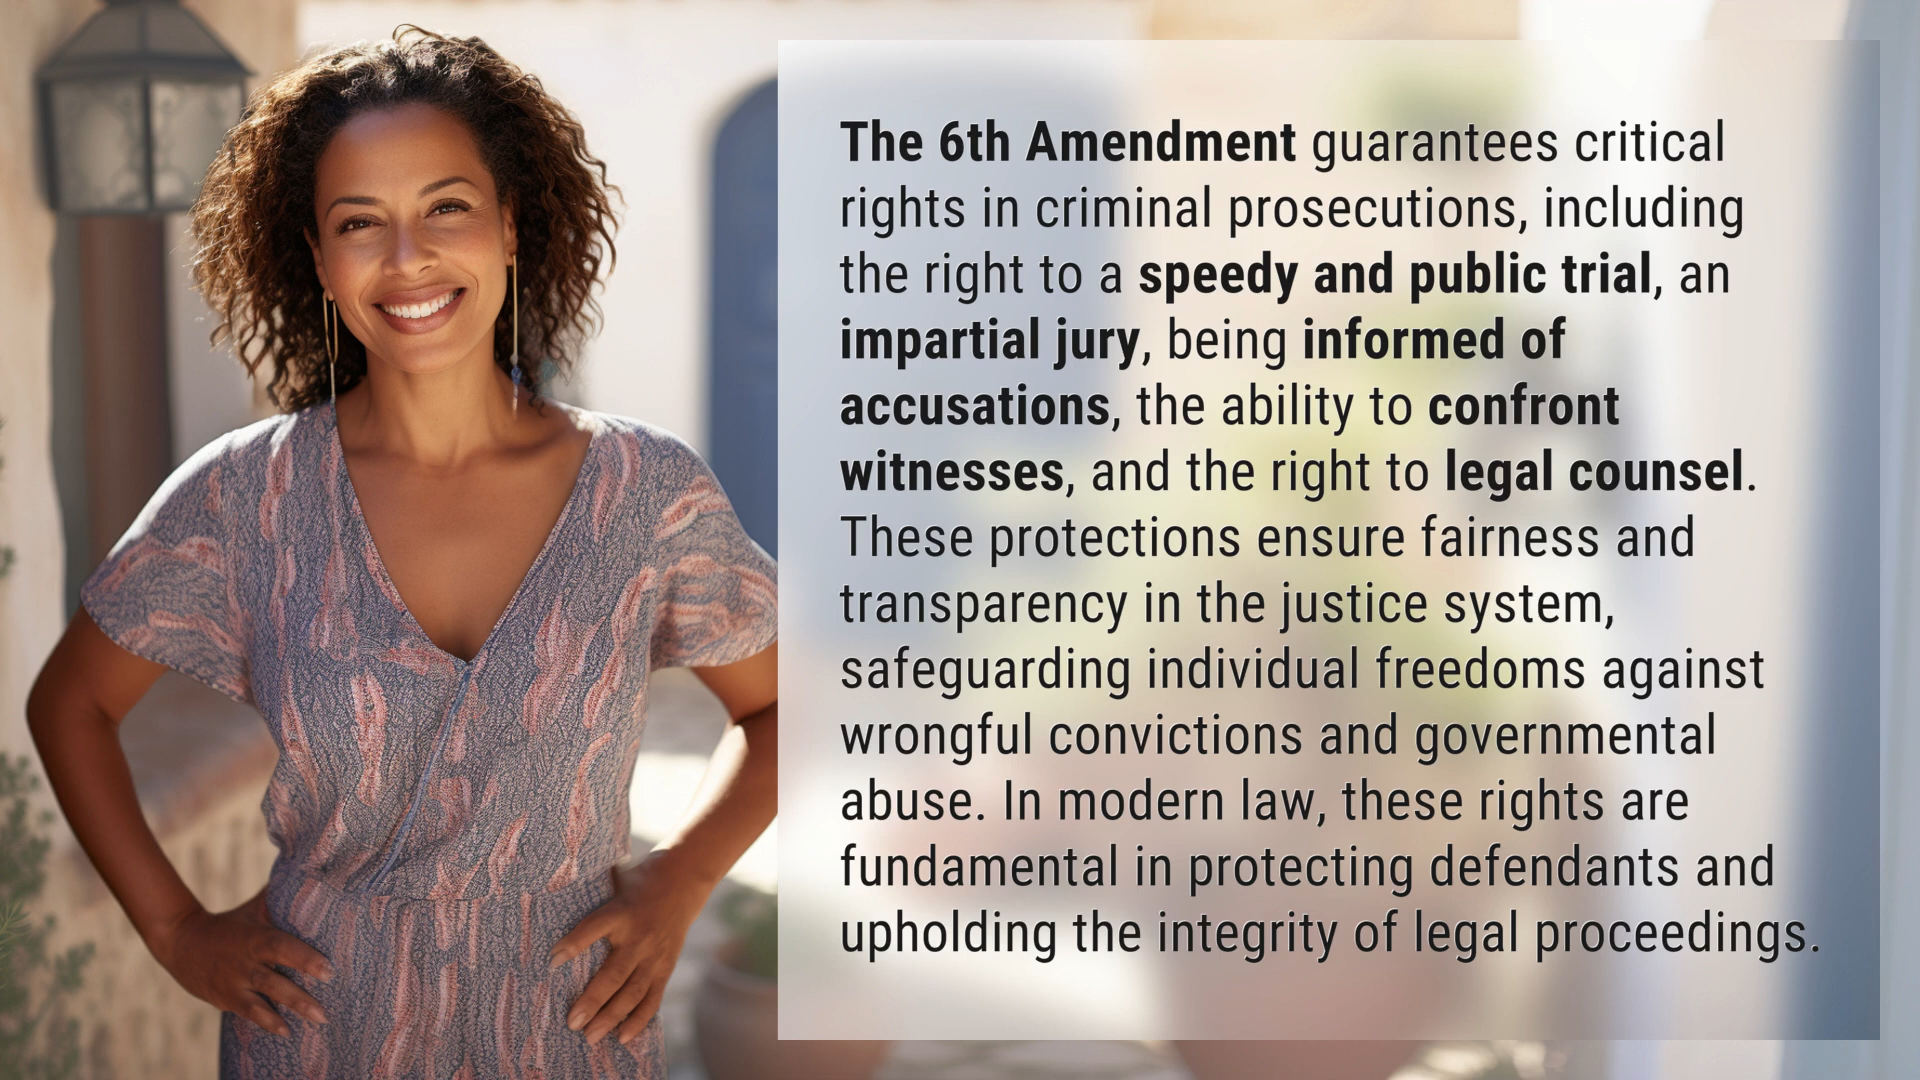 The 6th Amendment guarantees critical
rights in criminal prosecutions, including
the right to a speedy and public trial, an
impartial jury, being informed of
accusations, the ability to confront
witnesses, and the right to legal counsel.
These protections ensure fairness and
transparency in the justice system,
safeguarding individual freedoms against
wrongful convictions and governmental
abuse. In modern law, these rights are
fundamental in protecting defendants and
upholding the integrity of legal proceedings.